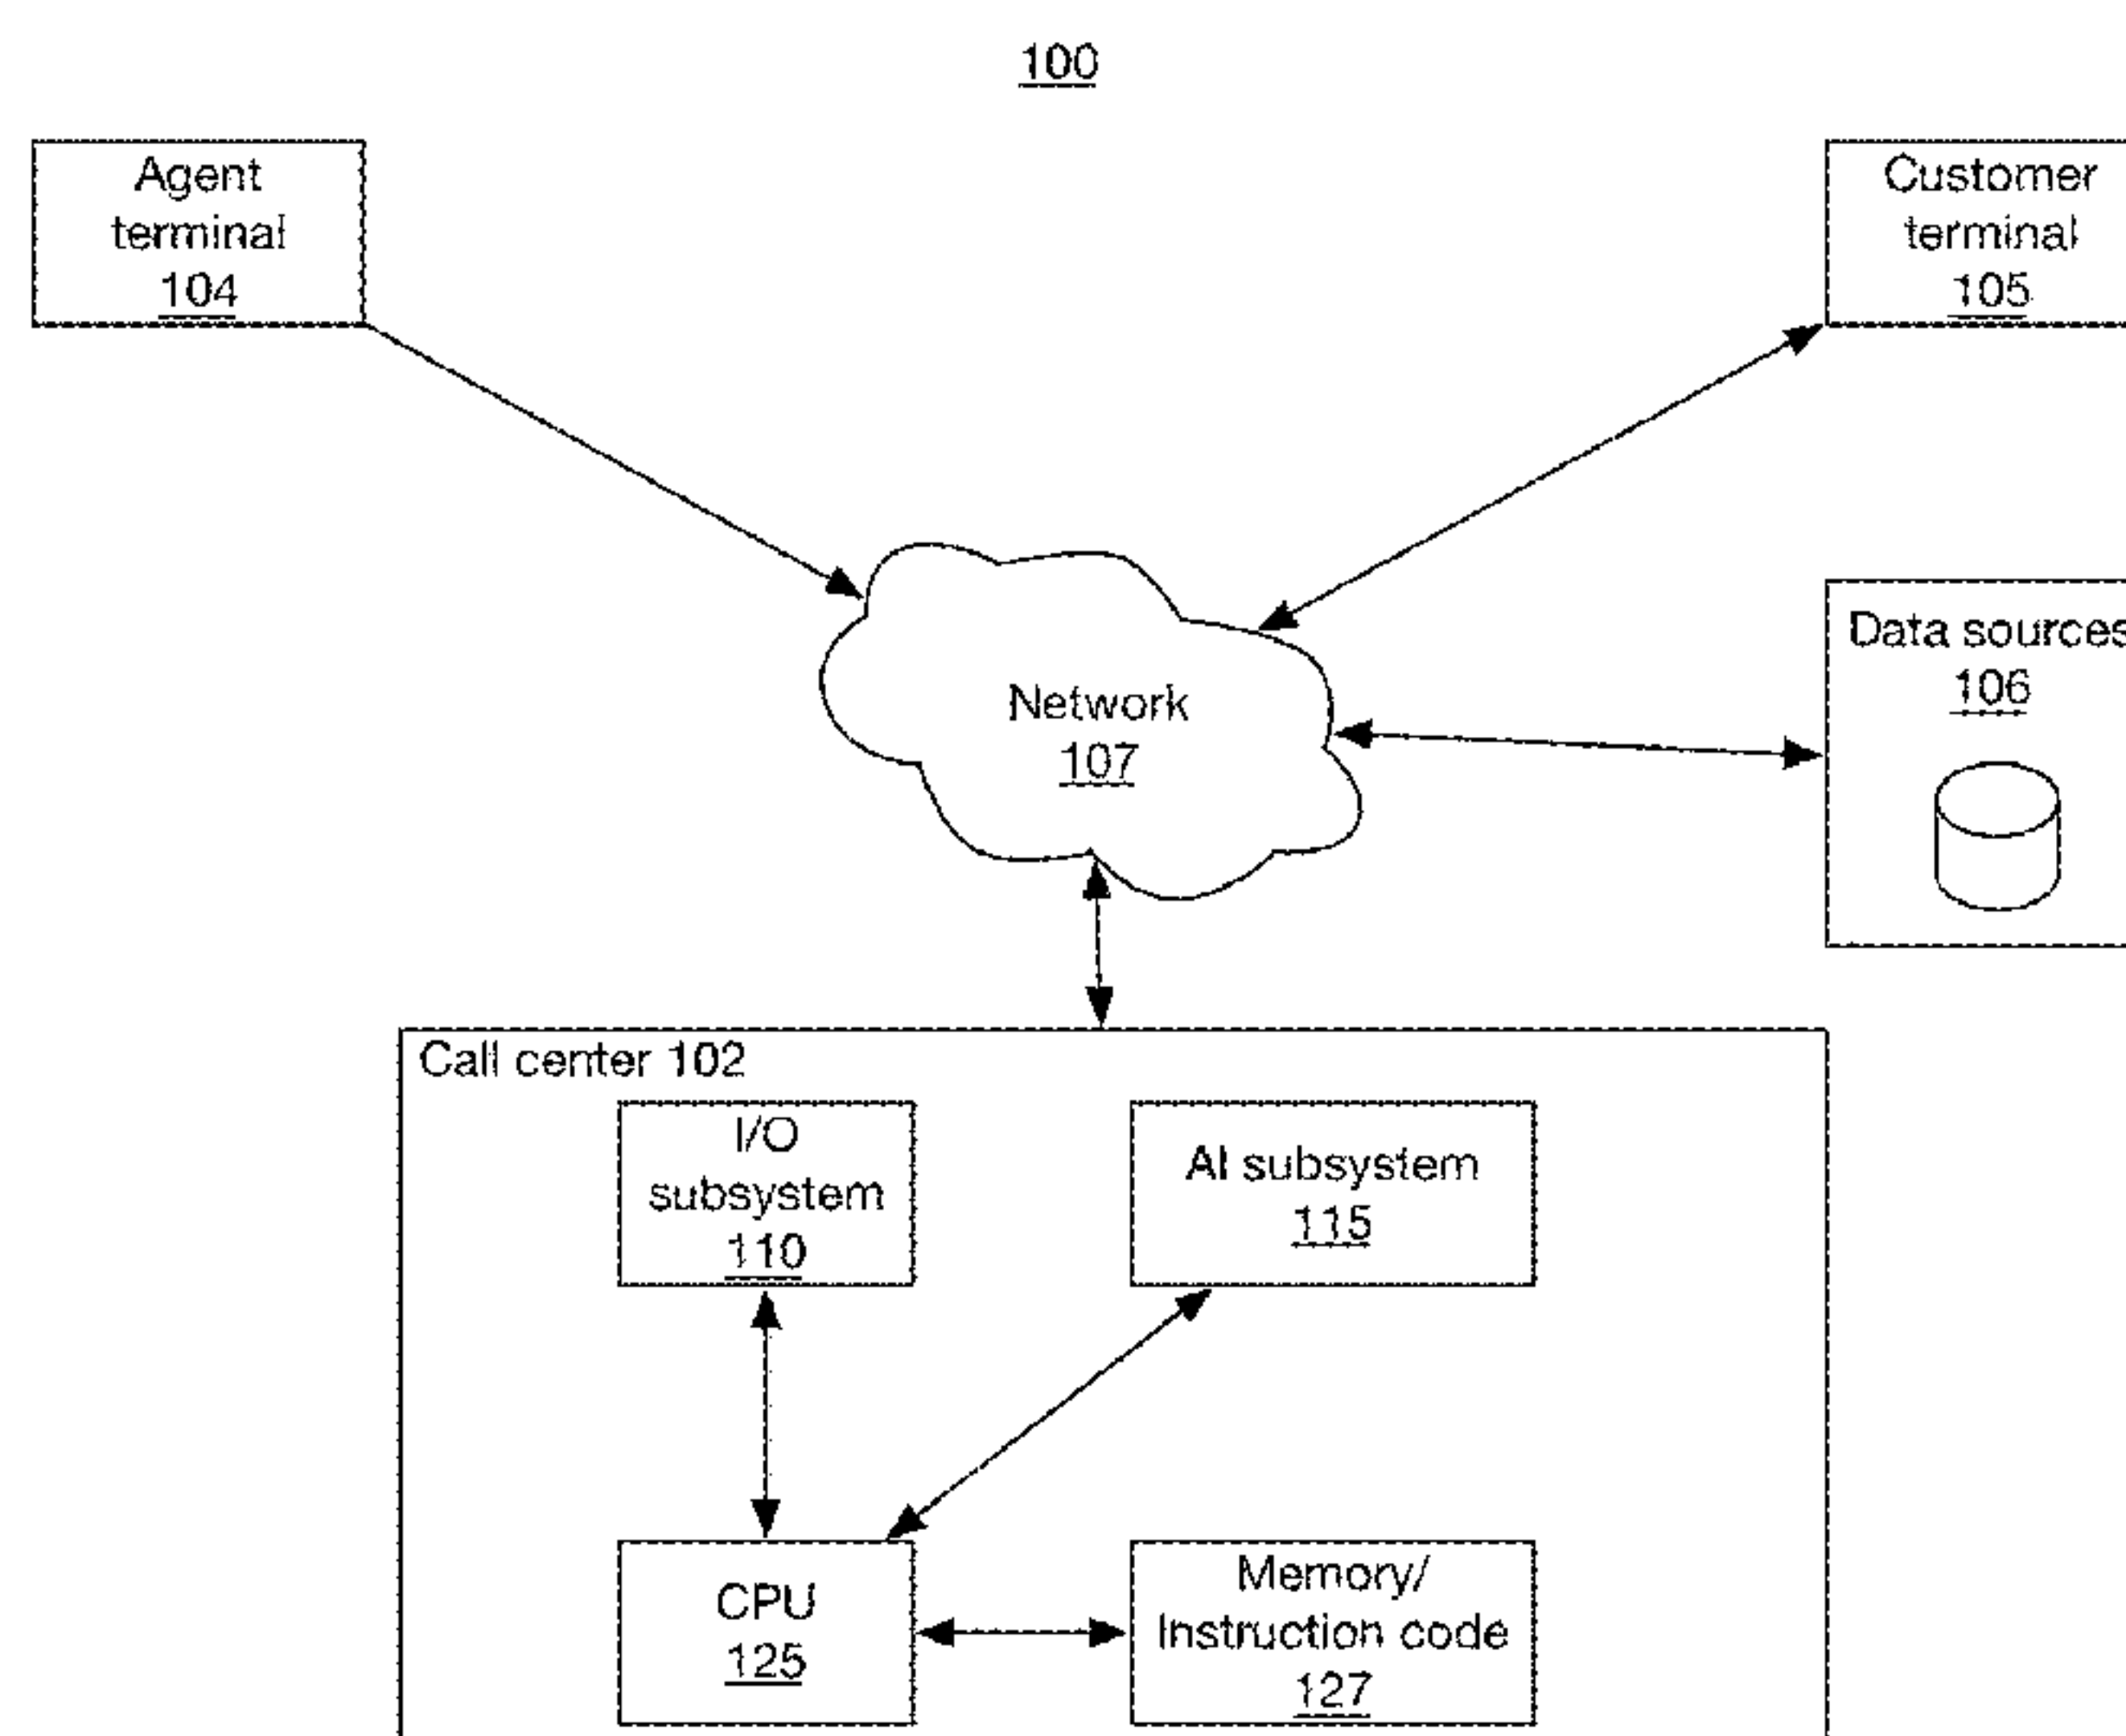 100
Agent
terminal
104
Customer
terminal
105
Data sources
106
Network
107
Call center 102
I/O
subsystem
110
AI subsystem
115
CPU
125
Memory/
Instruction code
127